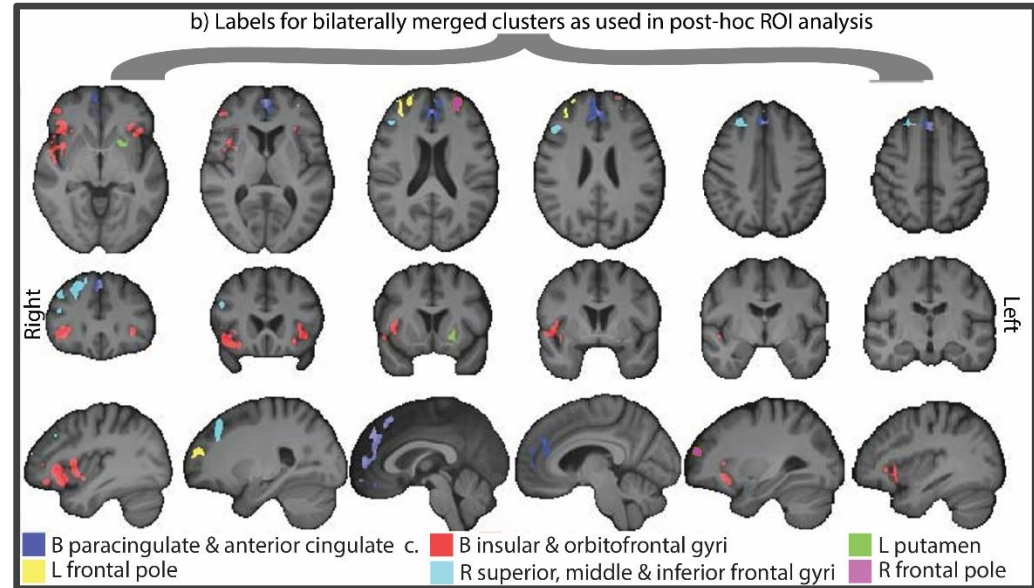 b) Labels for bilaterally merged clusters as used in post-hoc ROI analysis
Right
Left
B paracingulate & anterior cingulate c.
B insular & orbitofrontal gyri
L putamen
L frontal pole
R superior, middle & inferior frontal gyri
R frontal pole